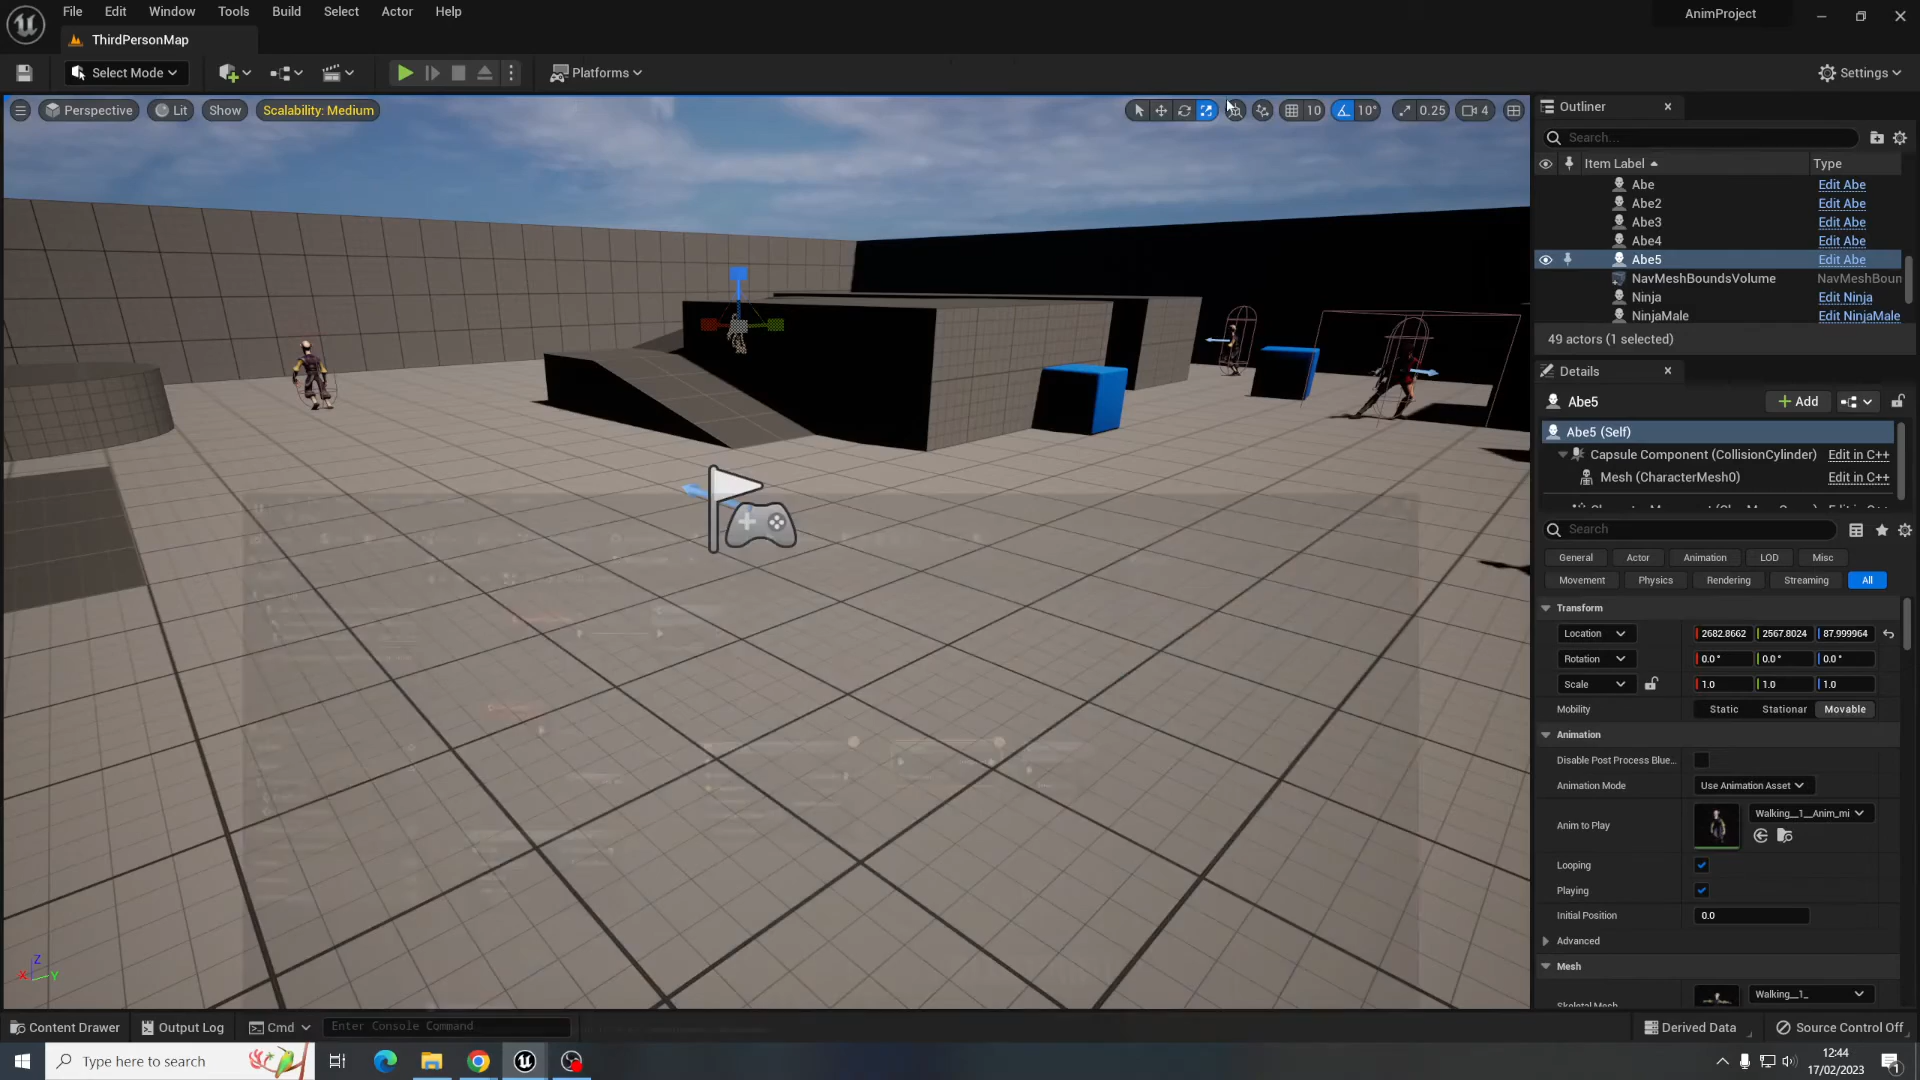 File Edit Window Tools Build Select Actor Help
AnimProject
ThirdPersonMap
Select Mode
Platforms
Settings
Perspective
Lit
Show
Scalability: Medium
10
10°
0.25
4
Outliner
Search...
Item Label
Type
Abe Edit Abe
Abe2 Edit Abe
Abe3 Edit Abe
Abe4 Edit Abe
Abe5 Edit Abe
NavMeshBoundsVolume NavMeshBoun
Ninja Edit Ninja
NinjaMale Edit NinjaMale
49 actors (1 selected)
Details
Abe5
+ Add
Abe5 (Self)
Capsule Component (CollisionCylinder) Edit in C++
Mesh (CharacterMesh0) Edit in C++
Search
General Actor Animation LOD Misc
Movement Physics Rendering Streaming All
Transform
Location 2682.8662 2567.8024 87.999964
Rotation 0.0° 0.0° 0.0°
Scale 1.0 1.0 1.0
Mobility Static Stationar Movable
Animation
Disable Post Process Blue...
Animation Mode Use Animation Asset
Anim to Play Walking__1__Anim_mi
Looping
Playing
Initial Position 0.0
Advanced
Mesh
Skeletal Mesh Walking__1_
Z
X Y
Content Drawer
Output Log
Cmd
Enter Console Command
Derived Data
Source Control Off
Type here to search
12:44
17/02/2023
1